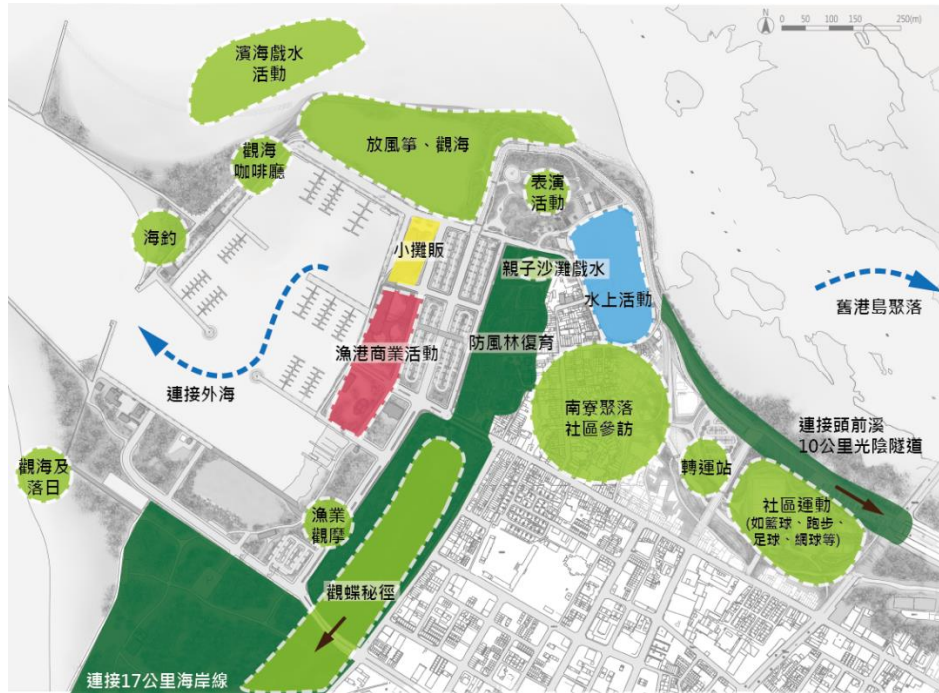 N
0 50 100 150 250(m)
濱海戲水
活動
放風箏、觀海
觀海
咖啡廳
表演
活動
海釣
小攤販
親子沙灘戲水
水上活動
舊港島聚落
漁港商業活動
防風林復育
連接外海
南寮聚落
社區參訪
連接頭前溪
10公里光陰隧道
觀海及
落日
轉運站
社區運動
(如籃球、跑步、
足球、網球等)
漁業
觀摩
觀蝶秘徑
連接17公里海岸線